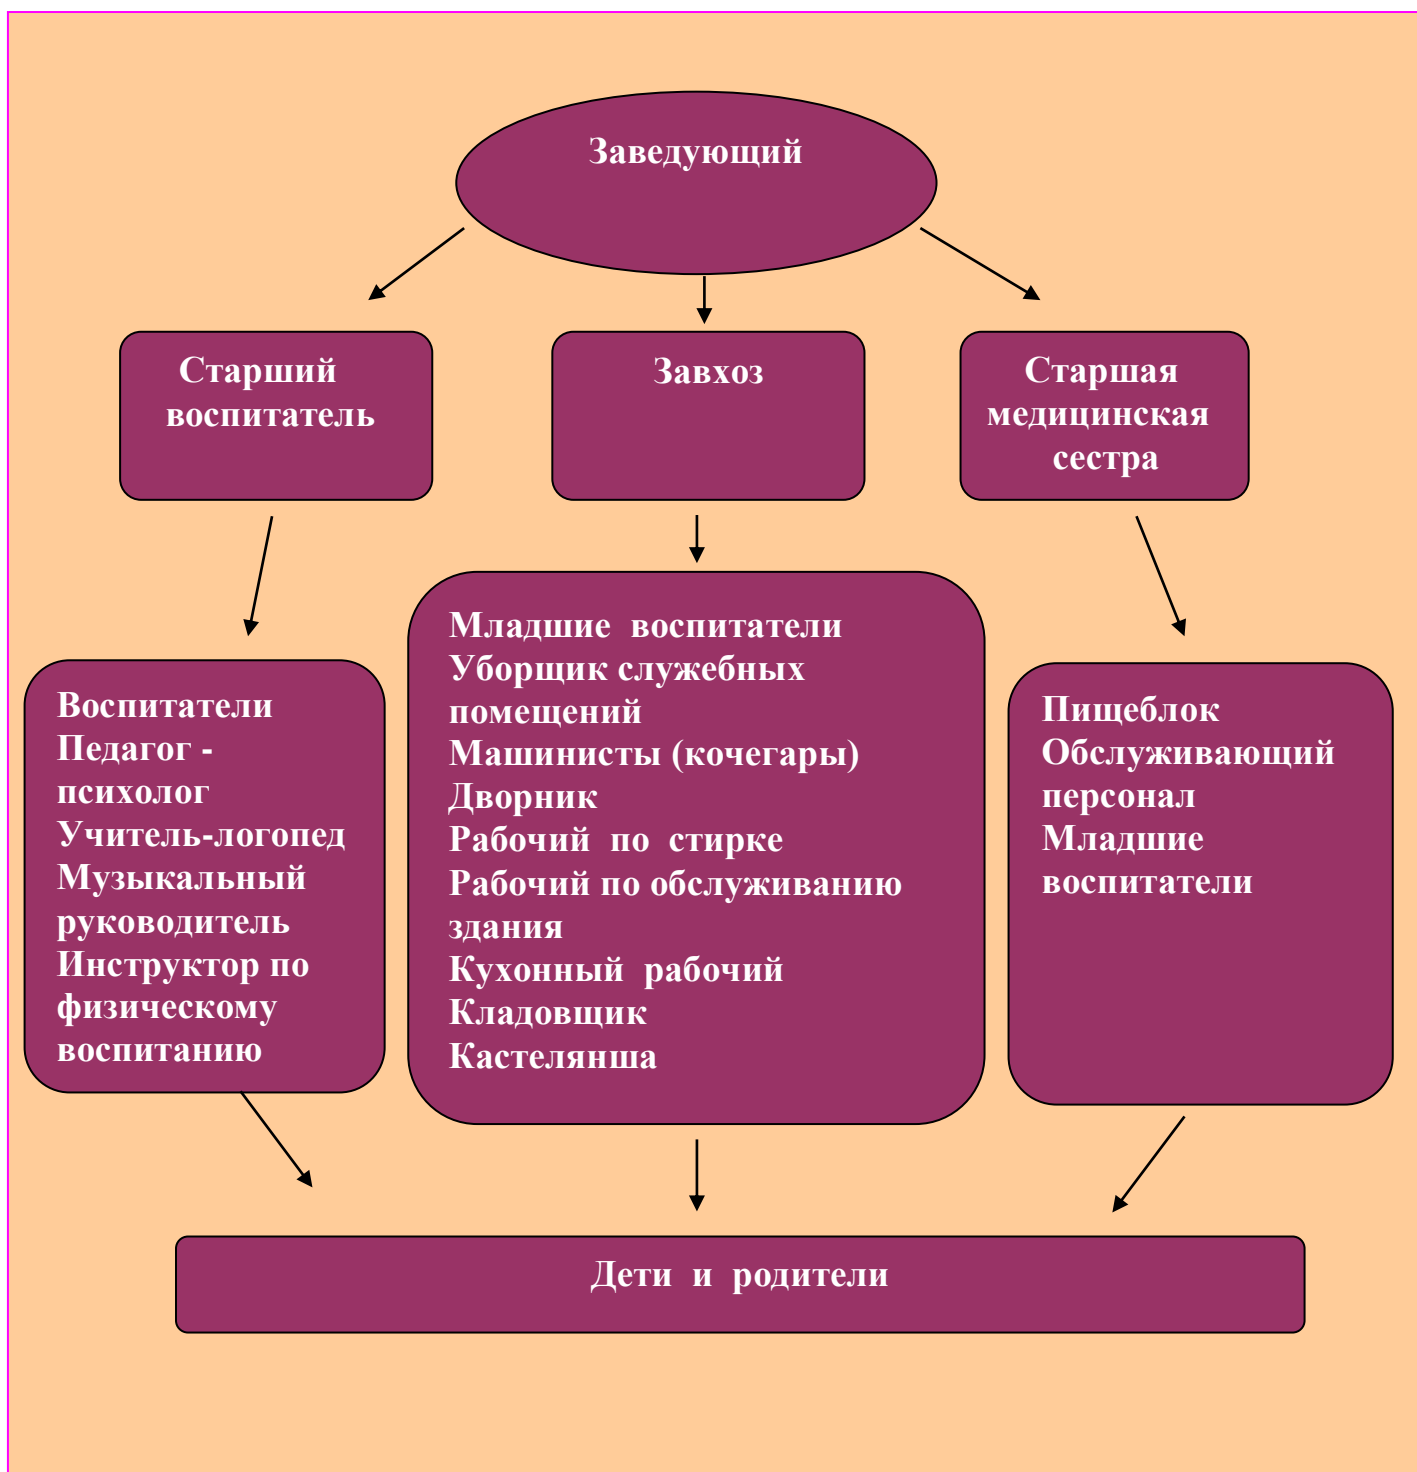 Заведующий
Старший
воспитатель
Завхоз
Старшая
медицинская
сестра
Воспитатели
Педагог -
психолог
Учитель-логопед
Музыкальный
руководитель
Инструктор по
физическому
воспитанию
Младшие воспитатели
Уборщик служебных
помещений
Машинисты (кочегары)
Дворник
Рабочий по стирке
Рабочий по обслуживанию
здания
Кухонный рабочий
Кладовщик
Кастелянша
Пищеблок
Обслуживающий
персонал
Младшие
воспитатели
Дети и родители